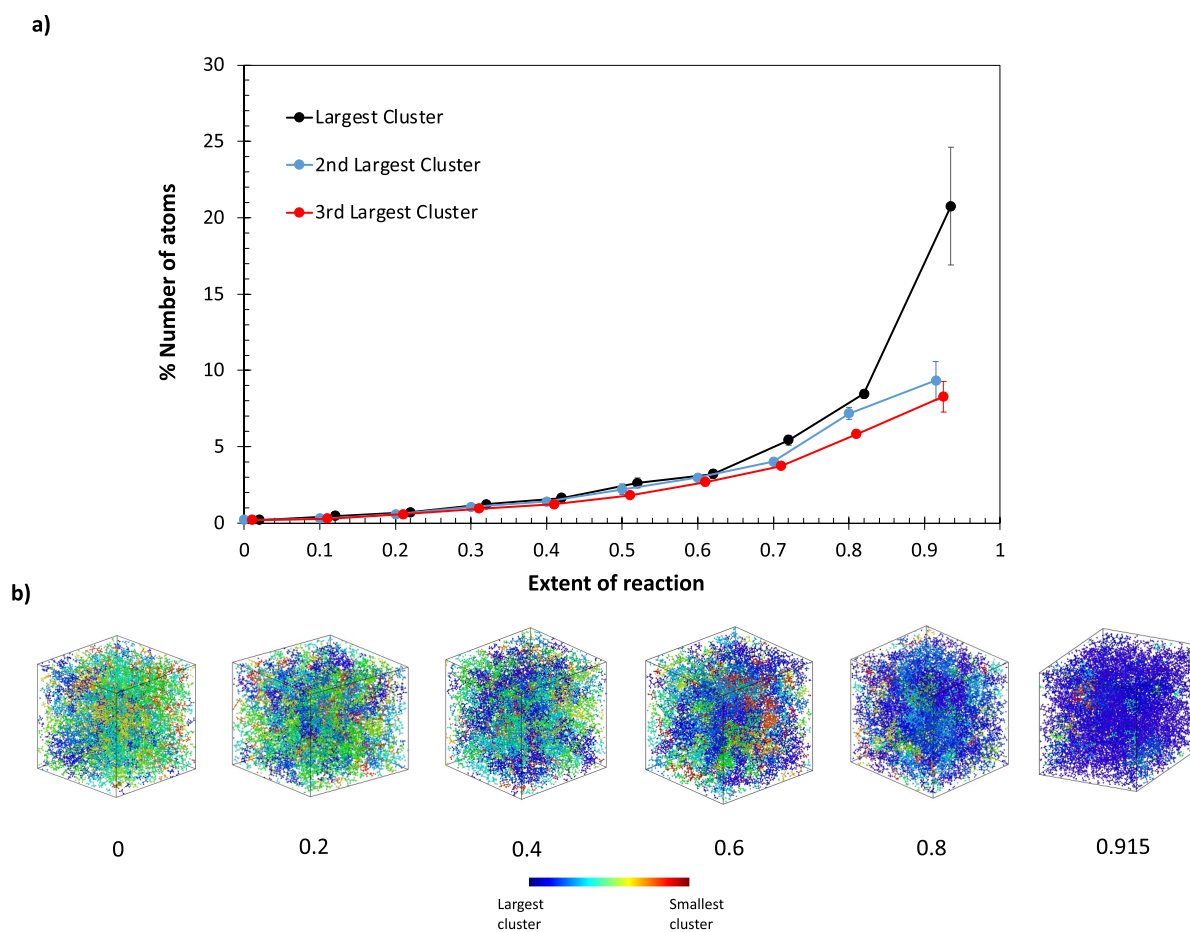 a)
30
25
20
15
10
5
0
% Number of atoms
Largest Cluster
2nd Largest Cluster
3rd Largest Cluster
0 0.1 0.2 0.3 0.4 0.5 0.6 0.7 0.8 0.9 1
Extent of reaction
b)
0 0.2 0.4 0.6 0.8 0.915
Largest cluster
Smallest cluster